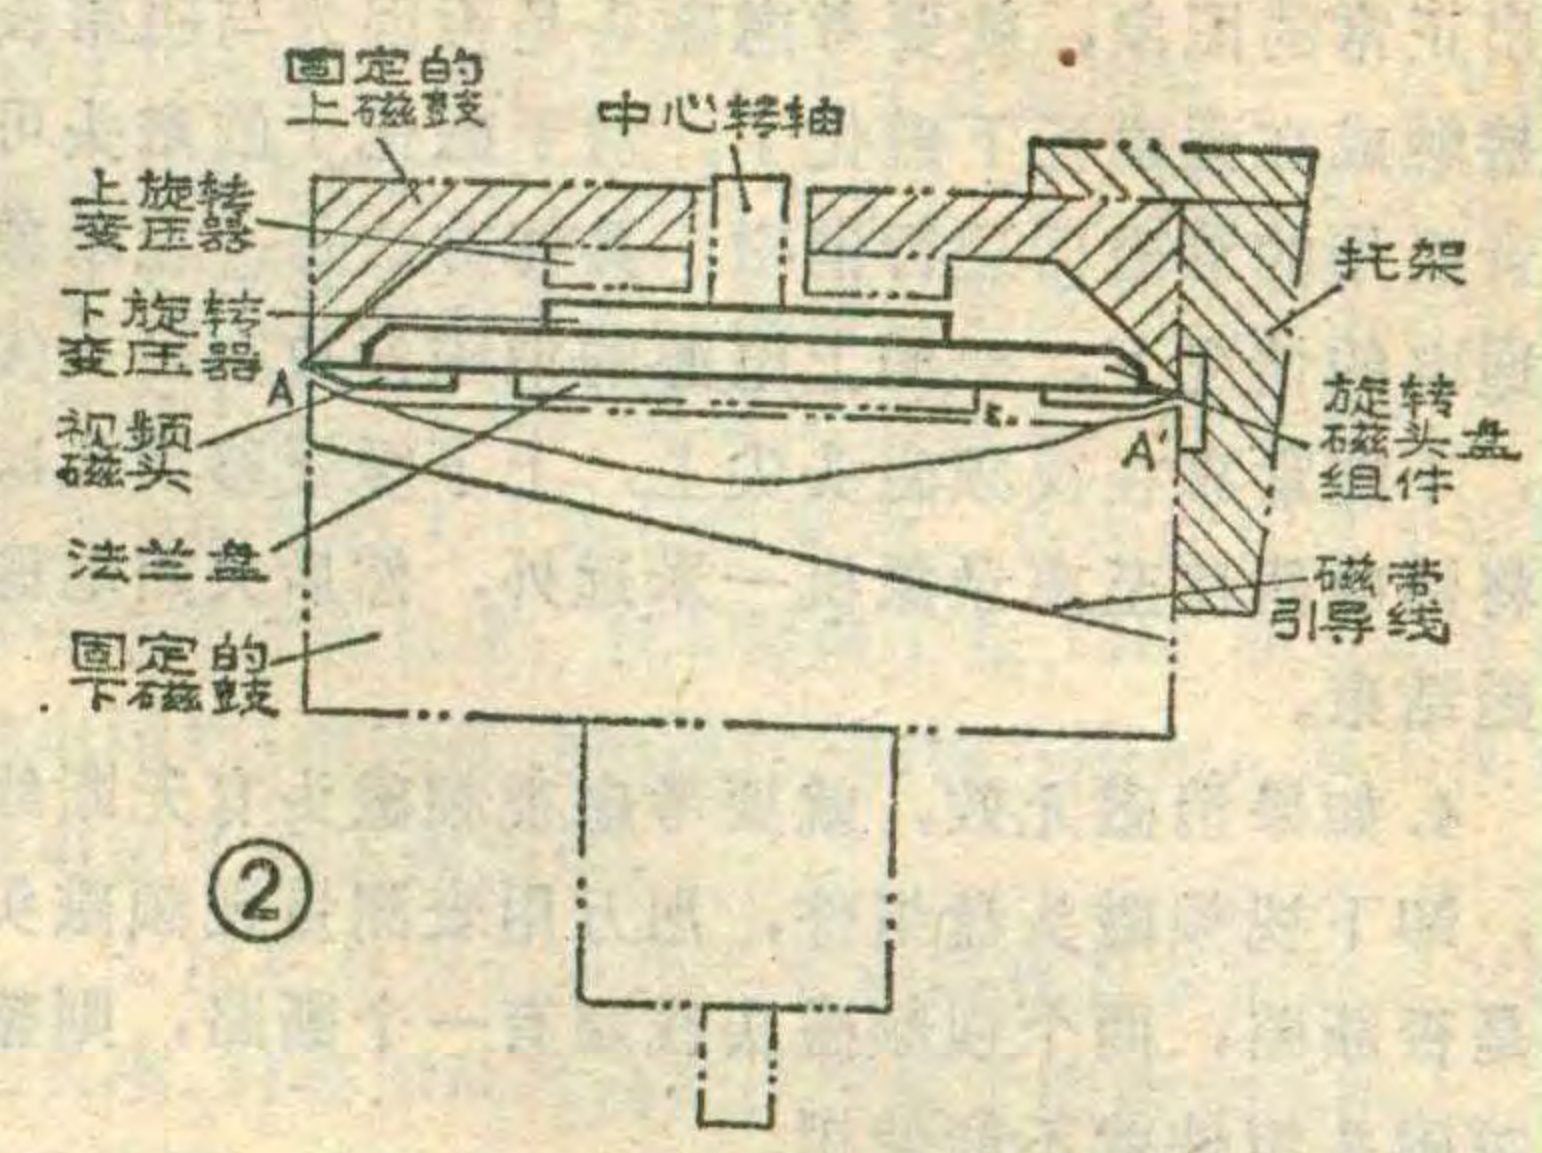 固定的
上磁鼓
中心转轴
上旋转
变压器
托架
下旋转
变压器
A
视频
磁头
旋转
磁头盘
组件
A'
法兰盘
磁带
引导线
固定的
下磁鼓
②